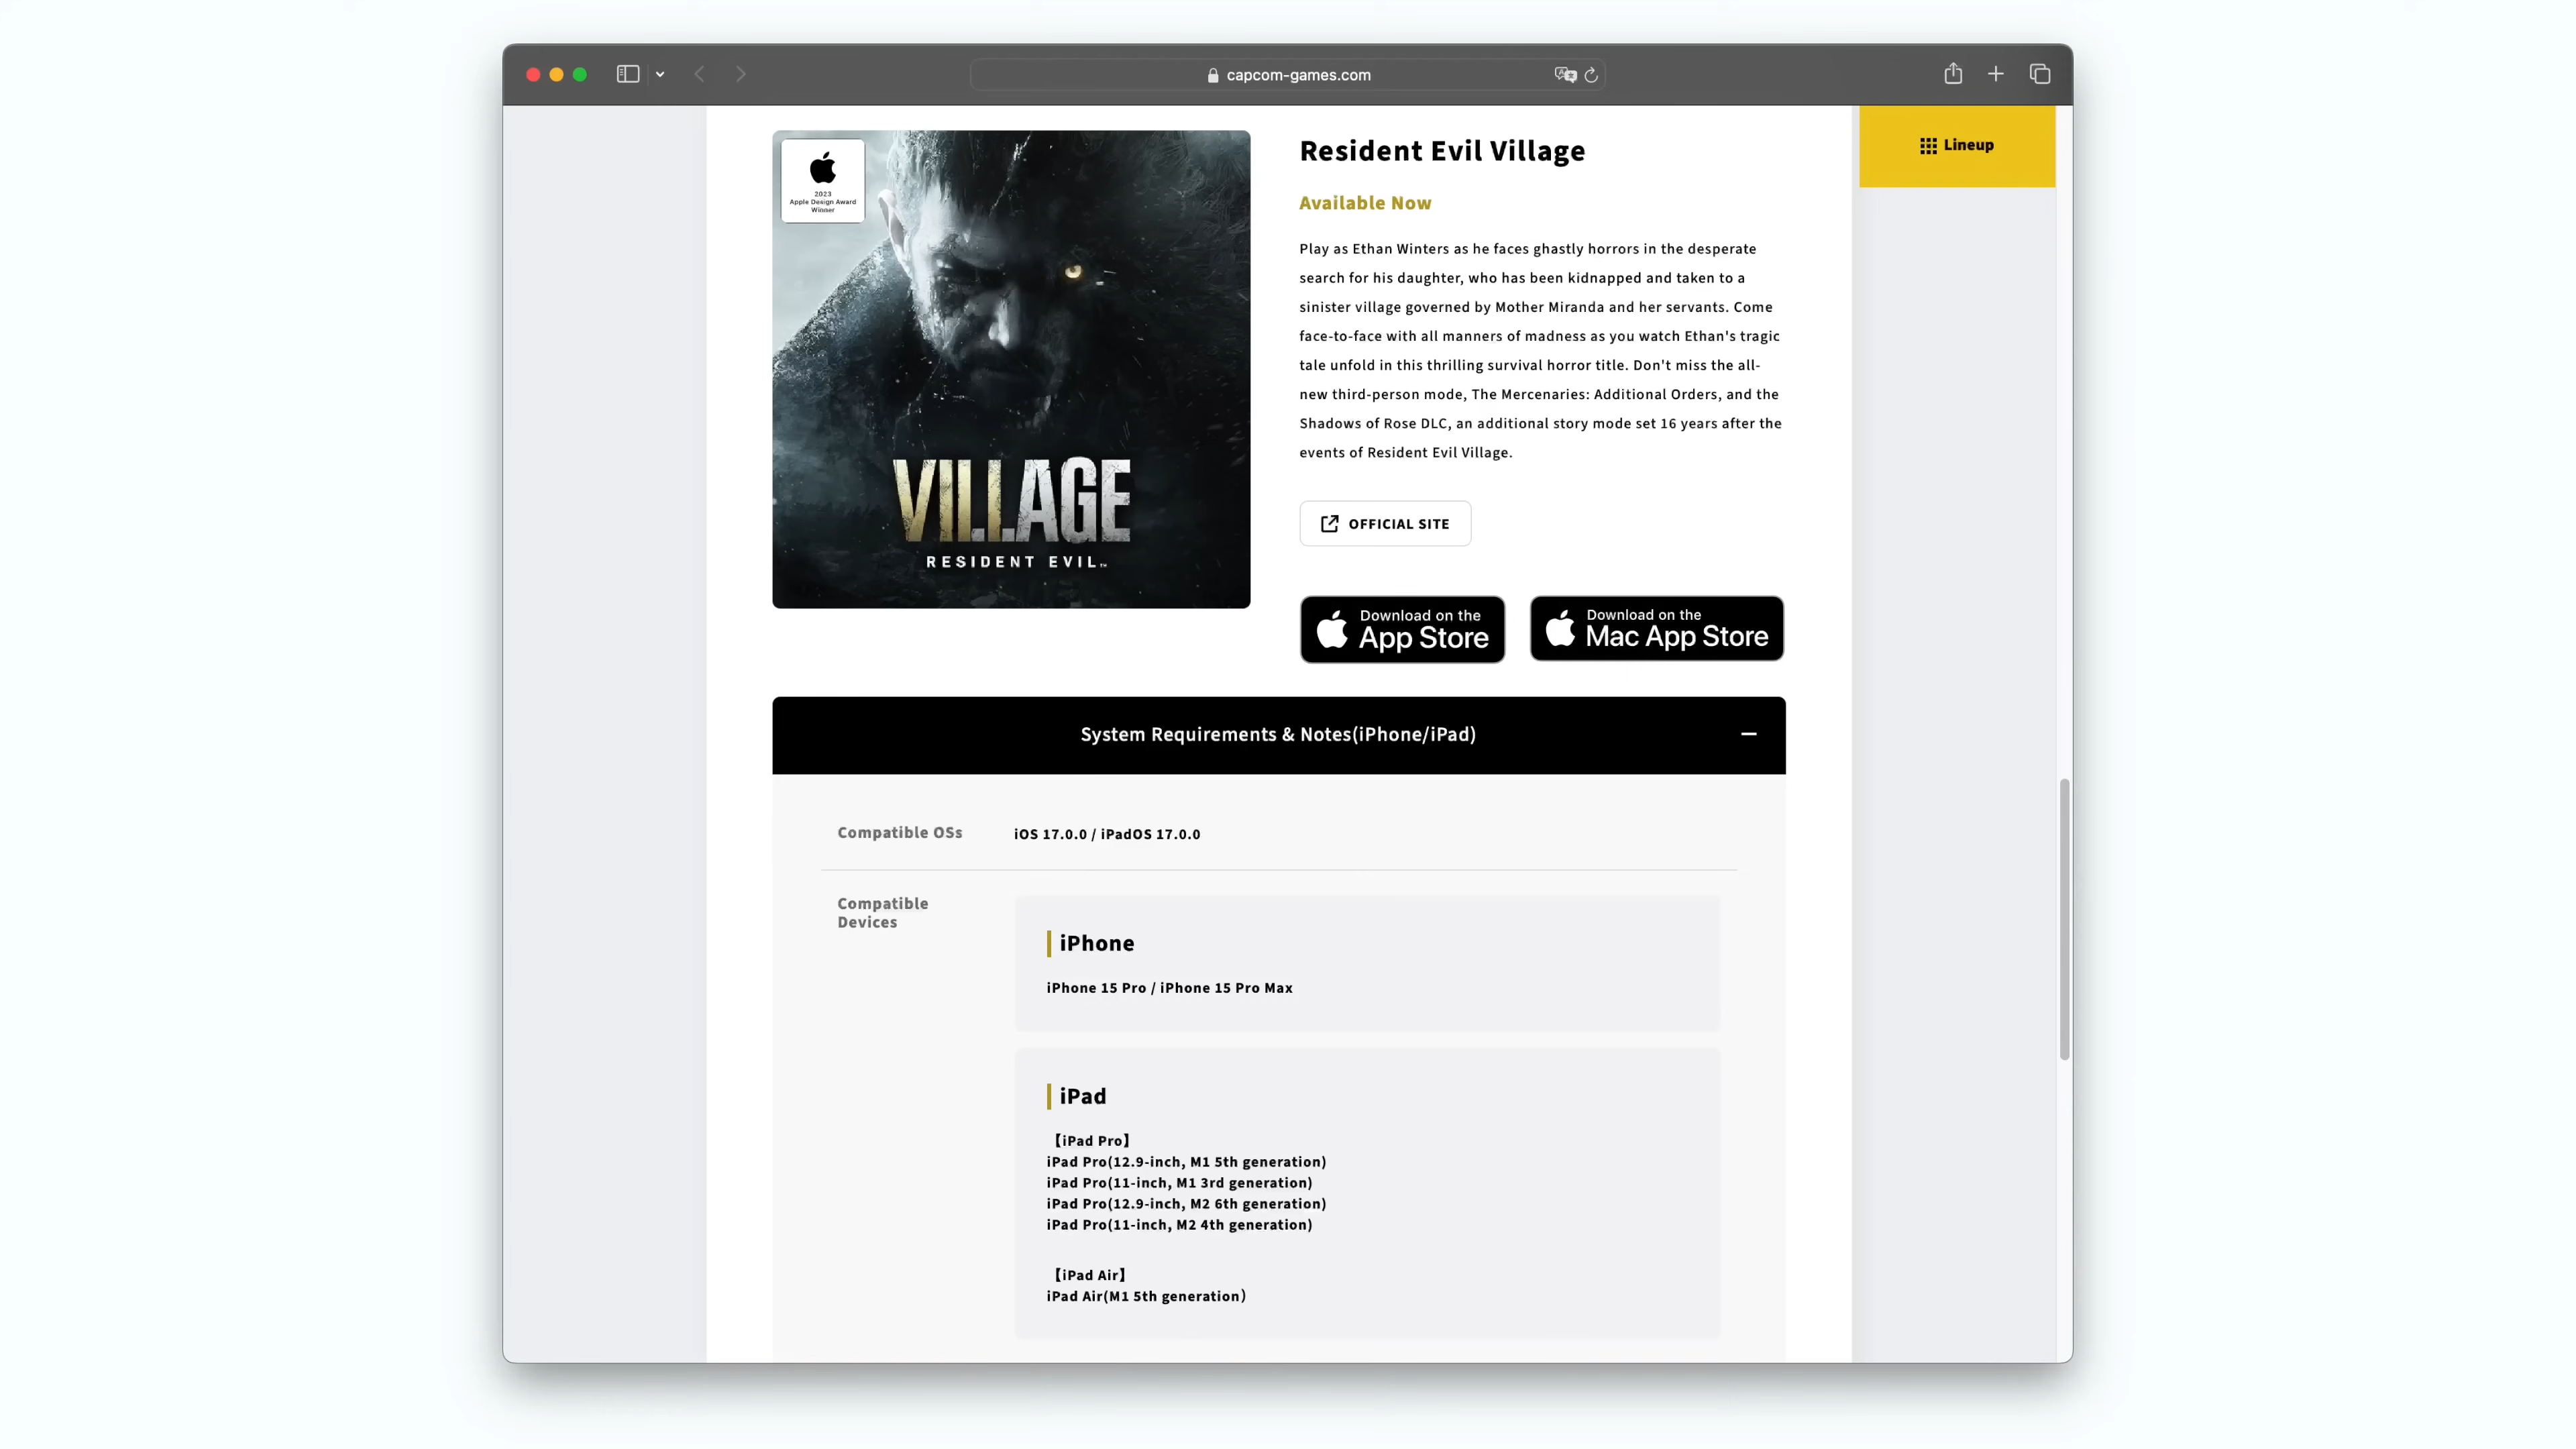 capcom-games.com
Lineup
2023
Apple Design Award
Winner
VILLAGE
RESIDENT EVIL™
Resident Evil Village
Available Now
Play as Ethan Winters as he faces ghastly horrors in the desperate
search for his daughter, who has been kidnapped and taken to a
sinister village governed by Mother Miranda and her servants. Come
face-to-face with all manners of madness as you watch Ethan's tragic
tale unfold in this thrilling survival horror title. Don't miss the all-
new third-person mode, The Mercenaries: Additional Orders, and the
Shadows of Rose DLC, an additional story mode set 16 years after the
events of Resident Evil Village.
OFFICIAL SITE
Download on the
App Store
Download on the
Mac App Store
System Requirements & Notes(iPhone/iPad)
Compatible OSs
iOS 17.0.0 / iPadOS 17.0.0
Compatible
Devices
iPhone
iPhone 15 Pro / iPhone 15 Pro Max
iPad
【iPad Pro】
iPad Pro(12.9-inch, M1 5th generation)
iPad Pro(11-inch, M1 3rd generation)
iPad Pro(12.9-inch, M2 6th generation)
iPad Pro(11-inch, M2 4th generation)
【iPad Air】
iPad Air(M1 5th generation）